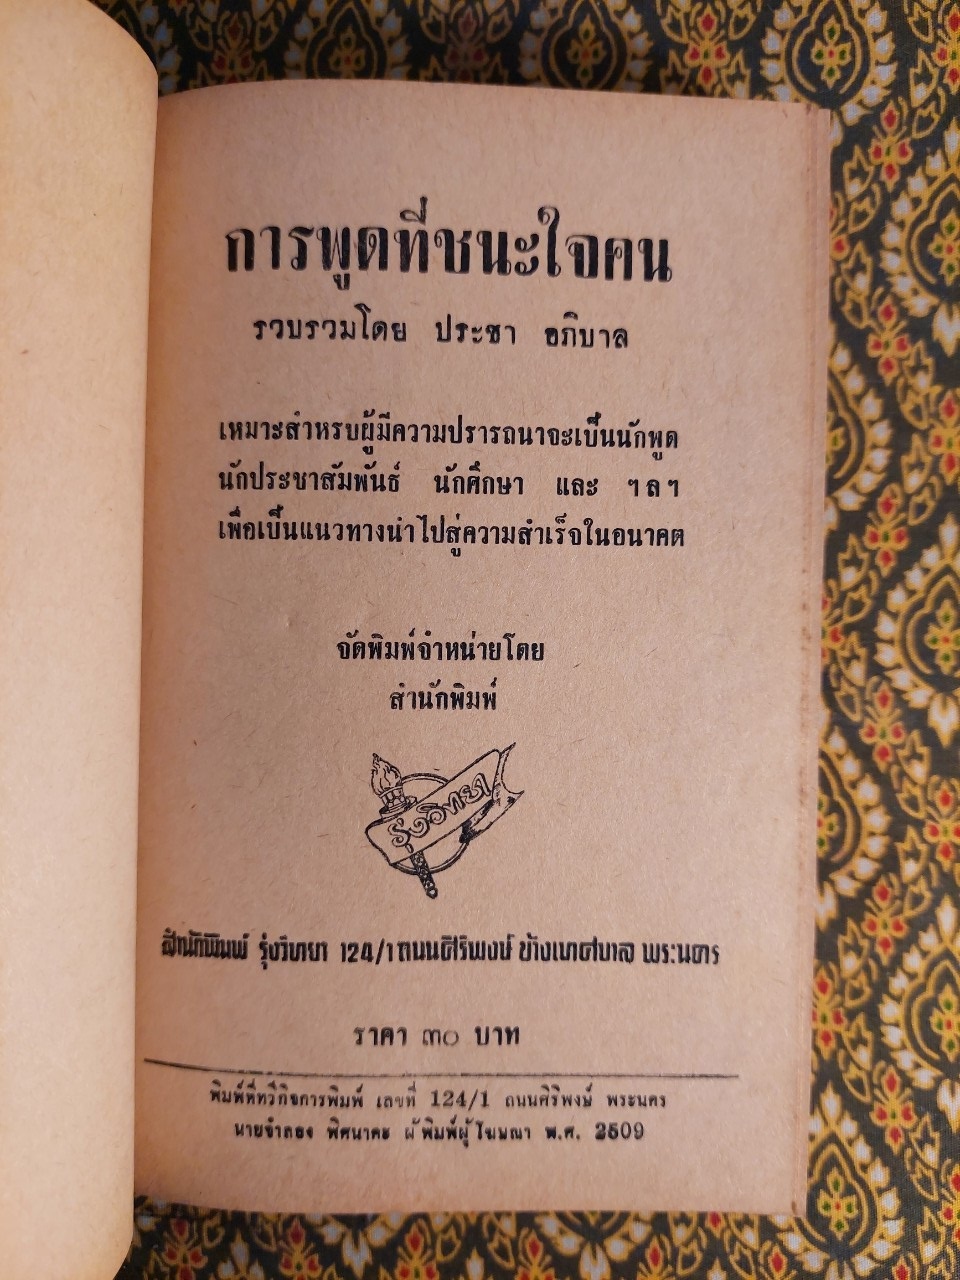 การพูดที่ชนะใจคน
รวบรวมโดย ประชา อภิบาล
เหมาะสำหรบผู้มีความปรารถนาจะเป็นนักพูด
นักประชาสัมพันธ์ นักศึกษา และ ฯลฯ
เพื่อเป็นแนวทางนำไปสู่ความสำเร็จในอนาคต
จัดพิมพ์จำหน่ายโดย
สำนักพิมพ์
รุ่งวิทยา
สำนักพิมพ์ รุ่งวิทยา 124/1 ถนนศิริพงษ์ ข้างเทศบาล พระนคร
ราคา ๓๐ บาท
พิมพ์ที่ทวีกิจการพิมพ์ เลขที่ 124/1 ถนนศิริพงษ์ พระนคร
นายจำลอง พิศนาคะ ผู้พิมพ์ผู้โฆษณา พ.ศ. 2509